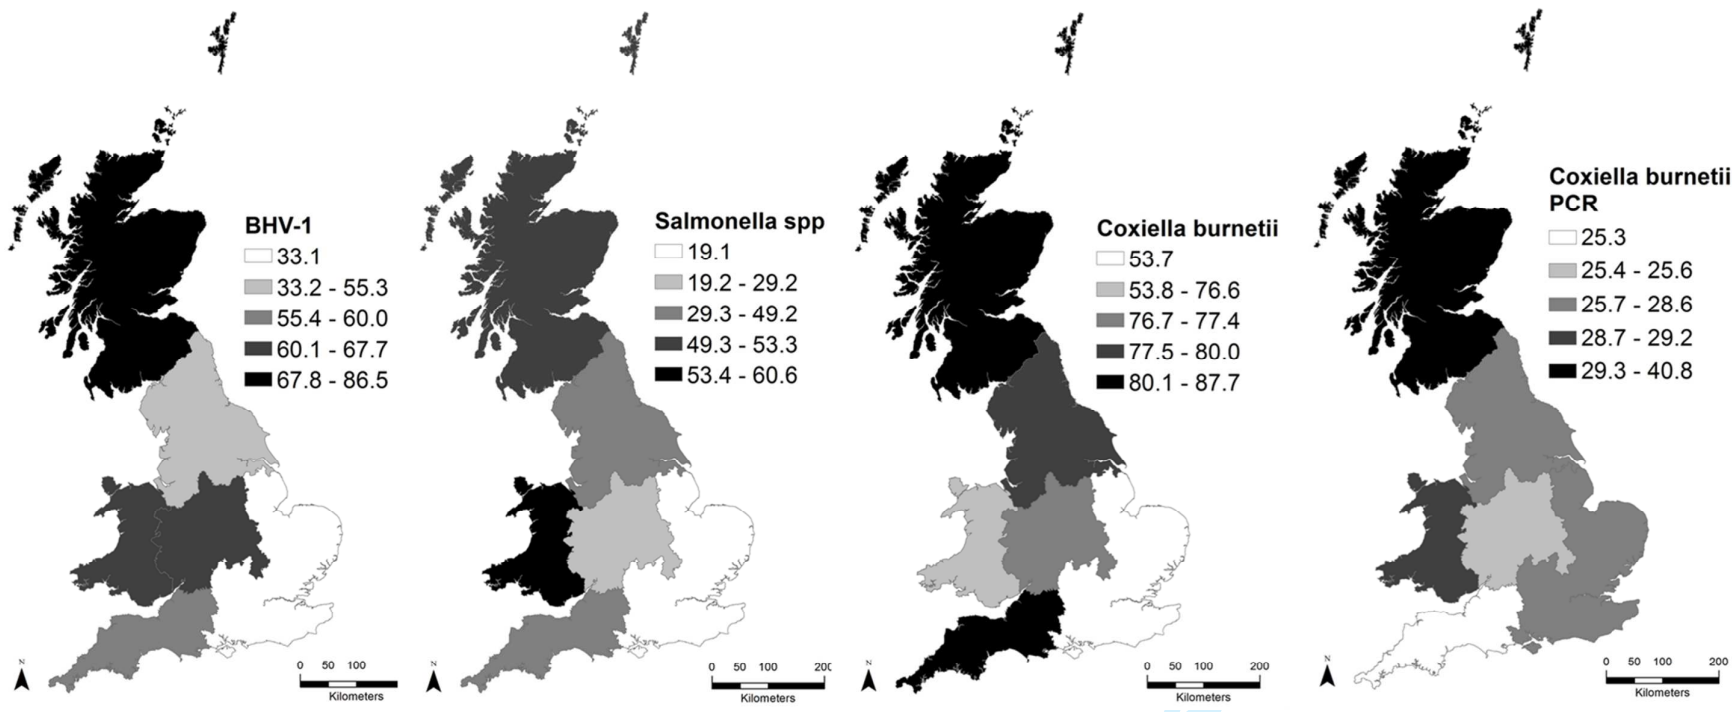 BHV-1
33.1
33.2 - 55.3
55.4 - 60.0
60.1 - 67.7
67.8 - 86.5
N
0 50 100
Kilometers
Salmonella spp
19.1
19.2 - 29.2
29.3 - 49.2
49.3 - 53.3
53.4 - 60.6
N
0 50 100 200
Kilometers
Coxiella burnetii
53.7
53.8 - 76.6
76.7 - 77.4
77.5 - 80.0
80.1 - 87.7
N
0 50 100 200
Kilometers
Coxiella burnetii
PCR
25.3
25.4 - 25.6
25.7 - 28.6
28.7 - 29.2
29.3 - 40.8
N
0 50 100 200
Kilometers